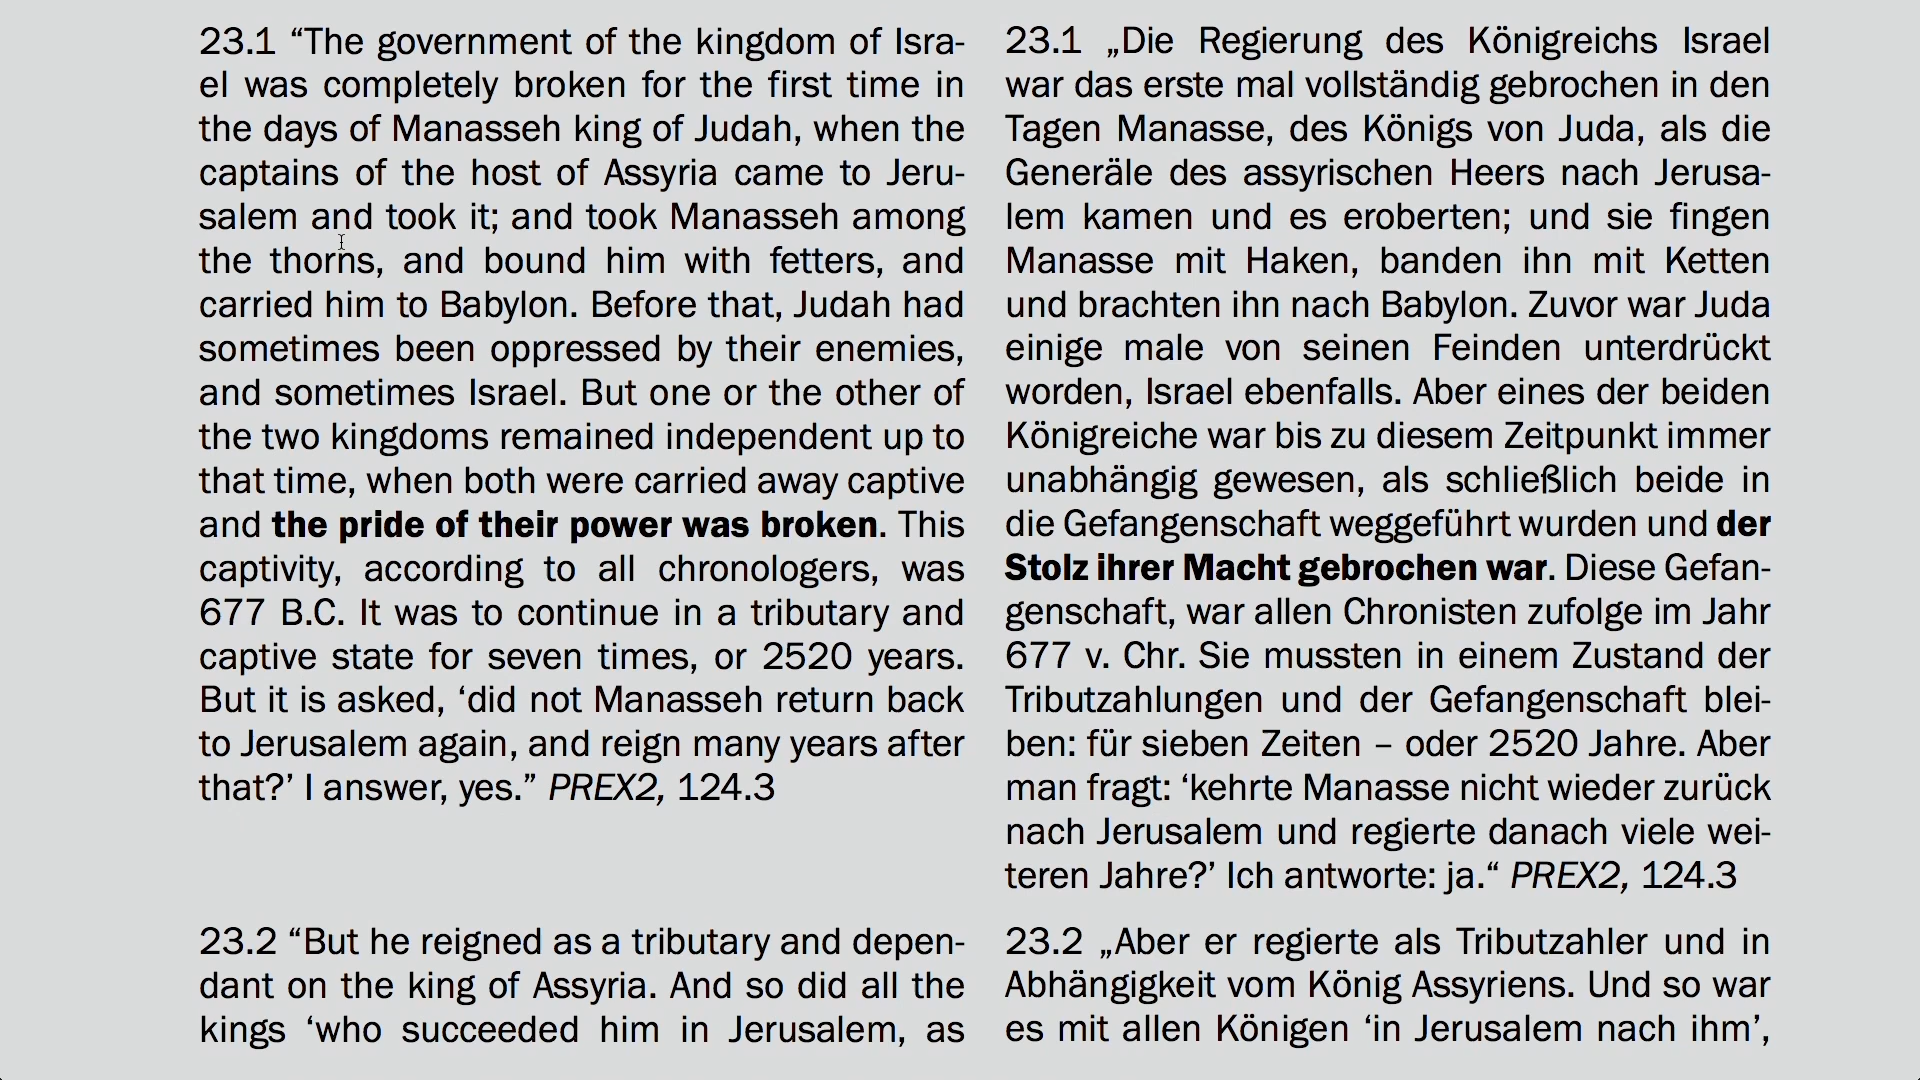 23.1 “The government of the kingdom of Isra-
el was completely broken for the first time in
the days of Manasseh king of Judah, when the
captains of the host of Assyria came to Jeru-
salem and took it; and took Manasseh among
the thorns, and bound him with fetters, and
carried him to Babylon. Before that, Judah had
sometimes been oppressed by their enemies,
and sometimes Israel. But one or the other of
the two kingdoms remained independent up to
that time, when both were carried away captive
and the pride of their power was broken. This
captivity, according to all chronologers, was
677 B.C. It was to continue in a tributary and
captive state for seven times, or 2520 years.
But it is asked, ‘did not Manasseh return back
to Jerusalem again, and reign many years after
that?’ I answer, yes.” PREX2, 124.3
23.2 “But he reigned as a tributary and depen-
dant on the king of Assyria. And so did all the
kings ‘who succeeded him in Jerusalem, as
23.1 „Die Regierung des Königreichs Israel
war das erste mal vollständig gebrochen in den
Tagen Manasse, des Königs von Juda, als die
Generäle des assyrischen Heers nach Jerusa-
lem kamen und es eroberten; und sie fingen
Manasse mit Haken, banden ihn mit Ketten
und brachten ihn nach Babylon. Zuvor war Juda
einige male von seinen Feinden unterdrückt
worden, Israel ebenfalls. Aber eines der beiden
Königreiche war bis zu diesem Zeitpunkt immer
unabhängig gewesen, als schließlich beide in
die Gefangenschaft weggeführt wurden und der
Stolz ihrer Macht gebrochen war. Diese Gefan-
genschaft, war allen Chronisten zufolge im Jahr
677 v. Chr. Sie mussten in einem Zustand der
Tributzahlungen und der Gefangenschaft blei-
ben: für sieben Zeiten – oder 2520 Jahre. Aber
man fragt: ‘kehrte Manasse nicht wieder zurück
nach Jerusalem und regierte danach viele wei-
teren Jahre?’ Ich antworte: ja.“ PREX2, 124.3
23.2 „Aber er regierte als Tributzahler und in
Abhängigkeit vom König Assyriens. Und so war
es mit allen Königen ‘in Jerusalem nach ihm’,